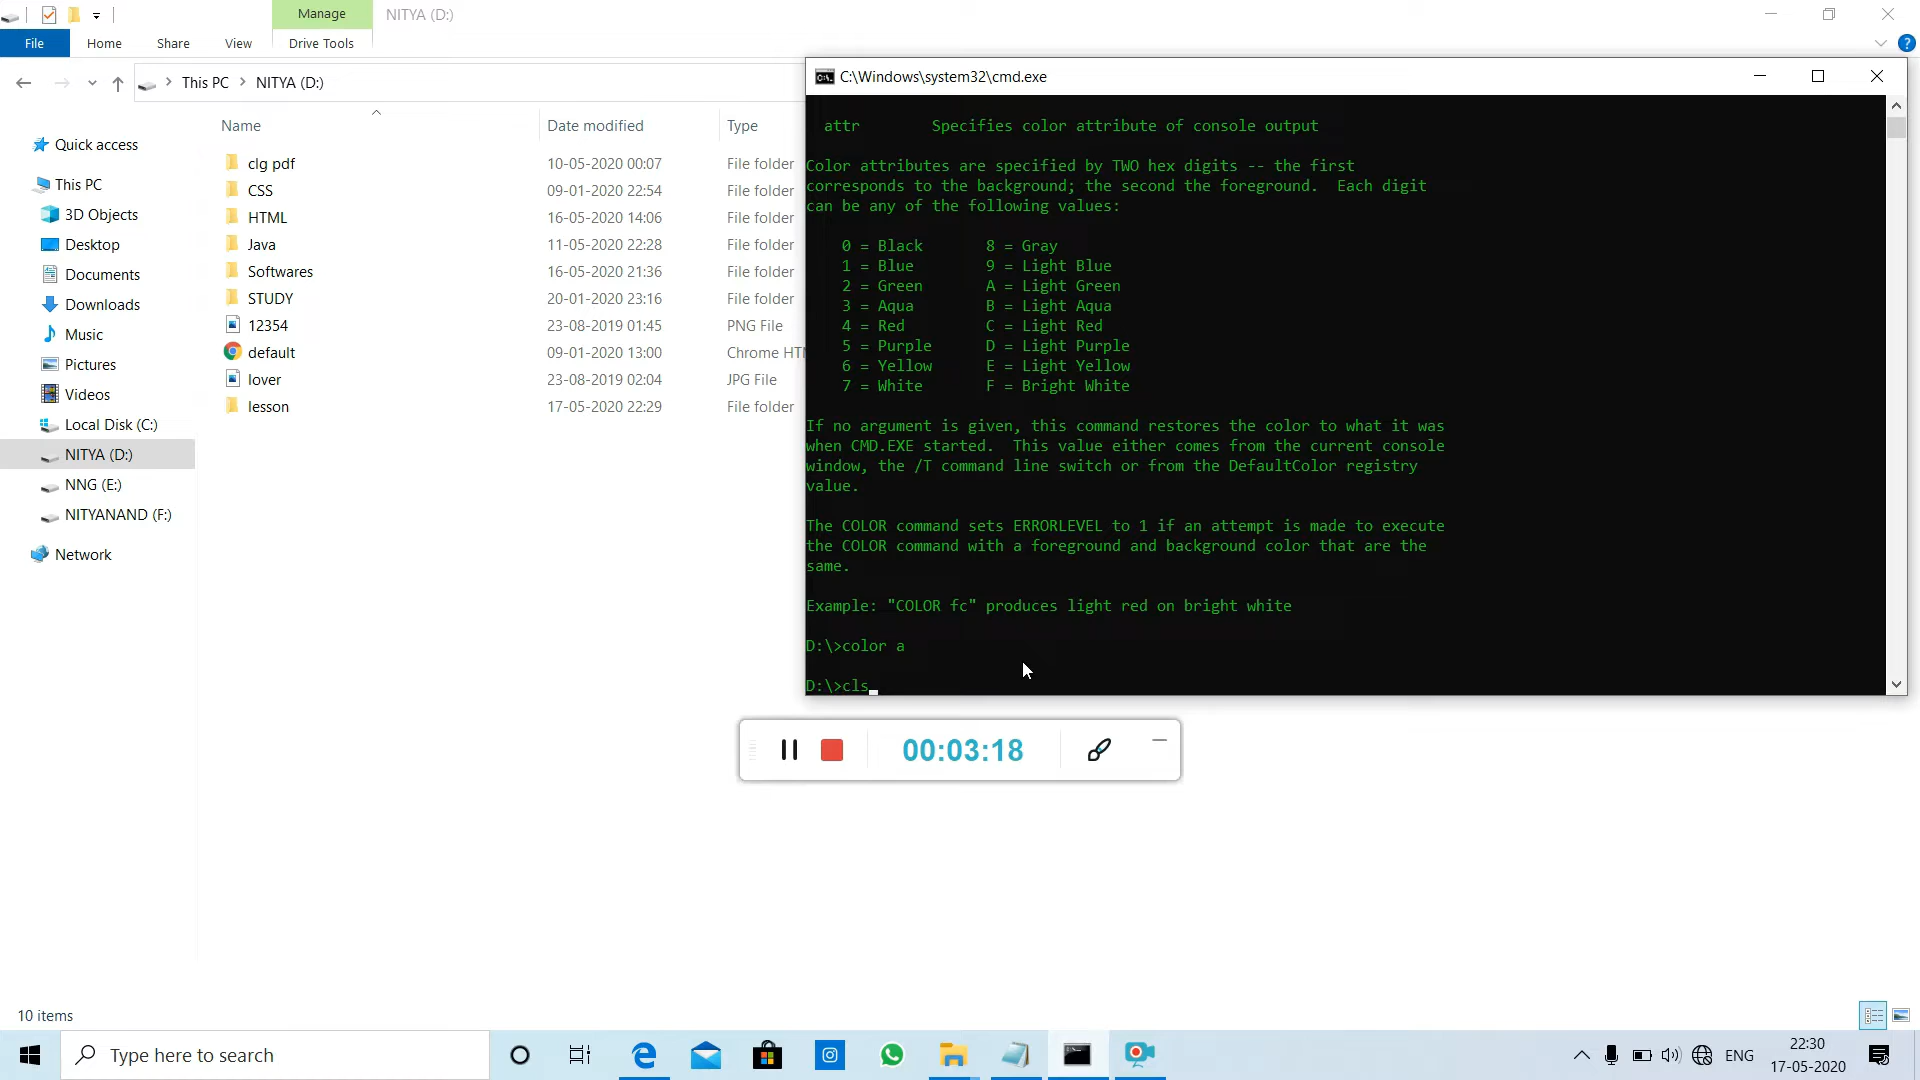 Manage
NITYA (D:)
File
Home
Share
View
Drive Tools
This PC
NITYA (D:)
Name
Date modified
Type
Quick access
This PC
3D Objects
Desktop
Documents
Downloads
Music
Pictures
Videos
Local Disk (C:)
NITYA (D:)
NNG (E:)
NITYANAND (F:)
Network
clg pdf 10-05-2020 00:07 File folder
CSS 09-01-2020 22:54 File folder
HTML 16-05-2020 14:06 File folder
Java 11-05-2020 22:28 File folder
Softwares 16-05-2020 21:36 File folder
STUDY 20-01-2020 23:16 File folder
12354 23-08-2019 01:45 PNG File
default 09-01-2020 13:00 Chrome HT
lover 23-08-2019 02:04 JPG File
lesson 17-05-2020 22:29 File folder
C:\Windows\system32\cmd.exe
attr Specifies color attribute of console output
Color attributes are specified by TWO hex digits -- the first
corresponds to the background; the second the foreground. Each digit
can be any of the following values:
0 = Black 8 = Gray
1 = Blue 9 = Light Blue
2 = Green A = Light Green
3 = Aqua B = Light Aqua
4 = Red C = Light Red
5 = Purple D = Light Purple
6 = Yellow E = Light Yellow
7 = White F = Bright White
If no argument is given, this command restores the color to what it was
when CMD.EXE started. This value either comes from the current console
window, the /T command line switch or from the DefaultColor registry
value.
The COLOR command sets ERRORLEVEL to 1 if an attempt is made to execute
the COLOR command with a foreground and background color that are the
same.
Example: "COLOR fc" produces light red on bright white
D:\>color a
D:\>cls
00:03:18
10 items
Type here to search
ENG
22:30
17-05-2020